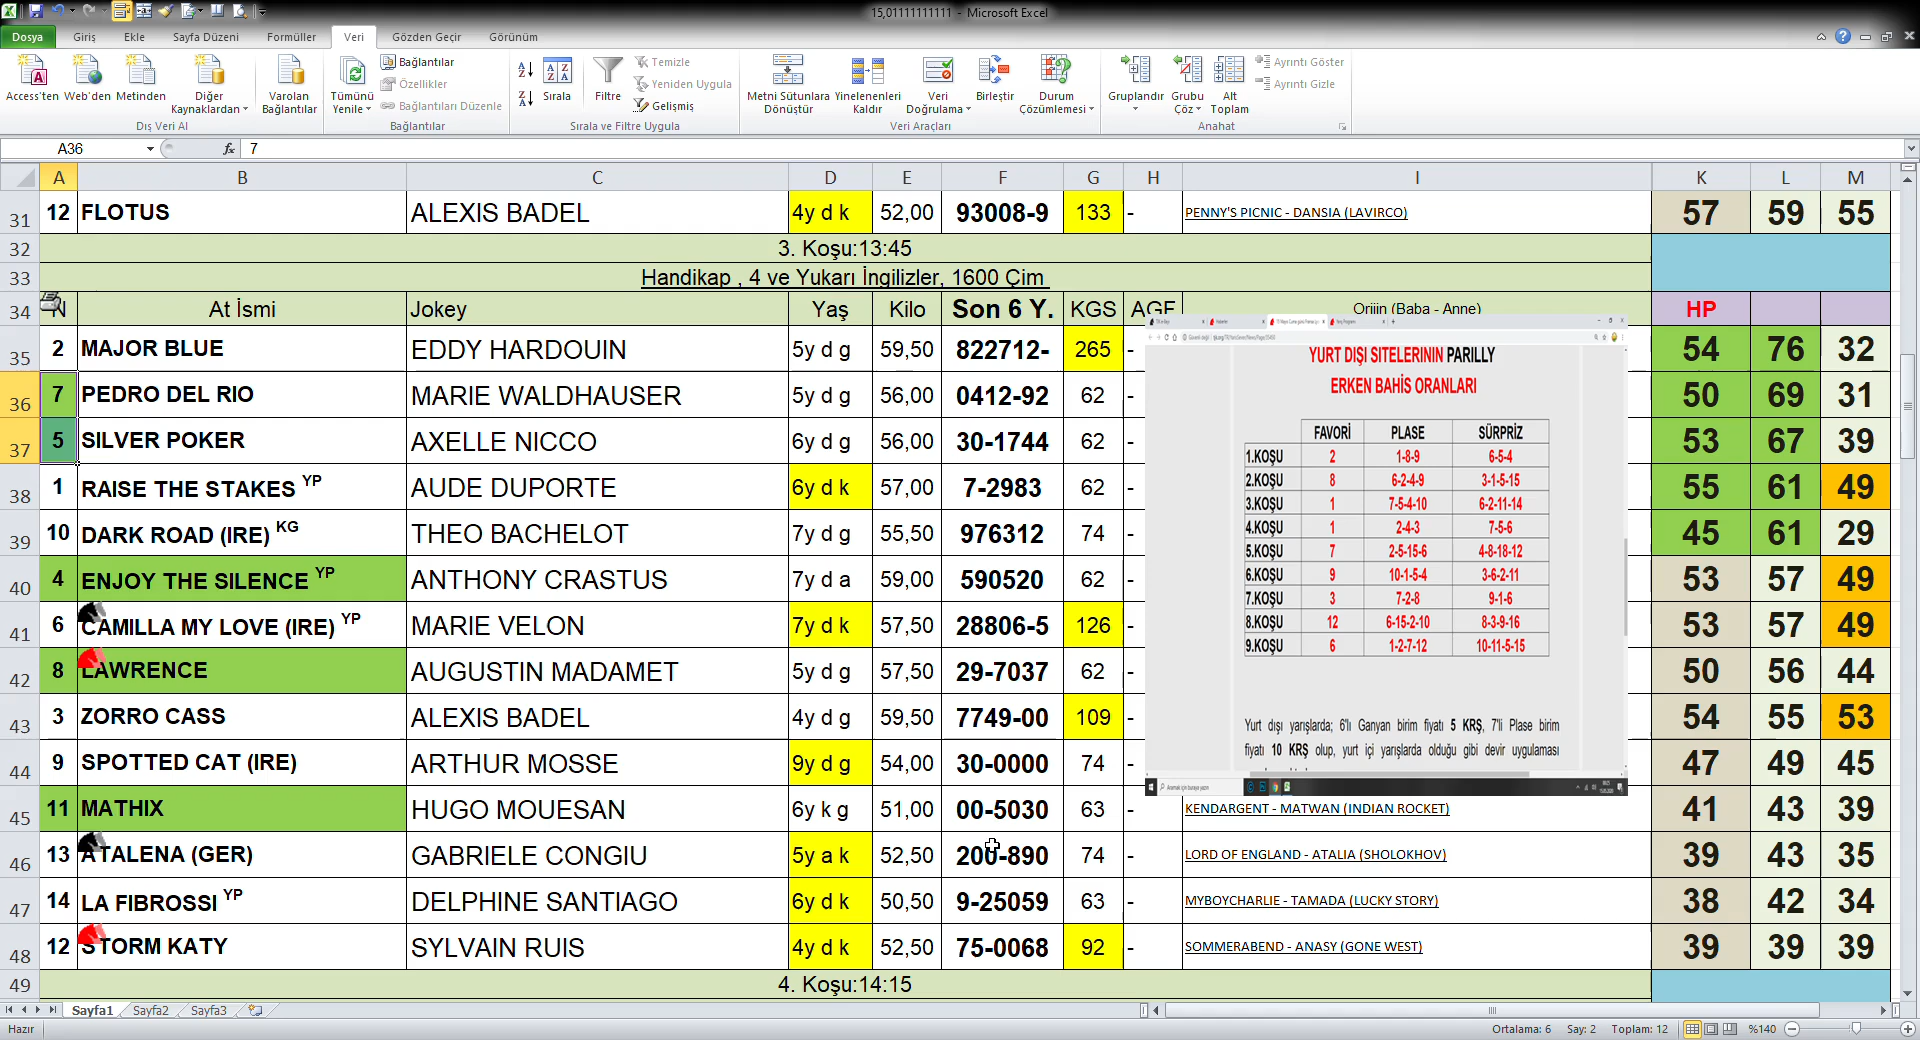 15,01111111111 - Microsoft Excel
Dosya Giriş Ekle Sayfa Düzeni Formüller Veri Gözden Geçir Görünüm
Access'ten Web'den Metinden Diğer Kaynaklardan Varolan Bağlantılar Tümünü Yenile Bağlantılar Özellikler Bağlantıları Düzenle Sırala Filtre Temizle Yeniden Uygula Gelişmiş Metni Sütunlara Dönüştür Yinelenenleri Kaldır Veri Doğrulama Birleştir Durum Çözümlemesi Gruplandır Grubu Çöz Alt Toplam Ayrıntı Göster Ayrıntı Gizle
Dış Veri Al Bağlantılar Sırala ve Filtre Uygula Veri Araçları Anahat
A36 fx 7
A B C D E F G H I K L M
31 12 FLOTUS ALEXIS BADEL 4y d k 52,00 93008-9 133 - PENNY'S PICNIC - DANSIA (LAVIRCO) 57 59 55
32 3. Koşu:13:45
33 Handikap , 4 ve Yukarı İngilizler, 1600 Çim
34 N At İsmi Jokey Yaş Kilo Son 6 Y. KGS AGF Orijin (Baba - Anne) HP
35 2 MAJOR BLUE EDDY HARDOUIN 5y d g 59,50 822712- 265 - 54 76 32
36 7 PEDRO DEL RIO MARIE WALDHAUSER 5y d g 56,00 0412-92 62 - 50 69 31
37 5 SILVER POKER AXELLE NICCO 6y d g 56,00 30-1744 62 - 53 67 39
38 1 RAISE THE STAKES YP AUDE DUPORTE 6y d k 57,00 7-2983 62 - 55 61 49
39 10 DARK ROAD (IRE) KG THEO BACHELOT 7y d g 55,50 976312 74 - 45 61 29
40 4 ENJOY THE SILENCE YP ANTHONY CRASTUS 7y d a 59,00 590520 62 - 53 57 49
41 6 CAMILLA MY LOVE (IRE) YP MARIE VELON 7y d k 57,50 28806-5 126 - 53 57 49
42 8 LAWRENCE AUGUSTIN MADAMET 5y d g 57,50 29-7037 62 - 50 56 44
43 3 ZORRO CASS ALEXIS BADEL 4y d g 59,50 7749-00 109 - 54 55 53
44 9 SPOTTED CAT (IRE) ARTHUR MOSSE 9y d g 54,00 30-0000 74 - 47 49 45
45 11 MATHIX HUGO MOUESAN 6y k g 51,00 00-5030 63 - KENDARGENT - MATWAN (INDIAN ROCKET) 41 43 39
46 13 ATALENA (GER) GABRIELE CONGIU 5y a k 52,50 200-890 74 - LORD OF ENGLAND - ATALIA (SHOLOKHOV) 39 43 35
47 14 LA FIBROSSI YP DELPHINE SANTIAGO 6y d k 50,50 9-25059 63 - MYBOYCHARLIE - TAMADA (LUCKY STORY) 38 42 34
48 12 STORM KATY SYLVAIN RUIS 4y d k 52,50 75-0068 92 - SOMMERABEND - ANASY (GONE WEST) 39 39 39
49 4. Koşu:14:15
YURT DIŞI SITELERININ PARILLY
ERKEN BAHİS ORANLARI
FAVORİ PLASE SÜRPRİZ
1.KOŞU 2 1-8-9 6-5-4
2.KOŞU 8 6-2-4-9 3-1-5-15
3.KOŞU 1 7-5-4-10 6-2-11-14
4.KOŞU 1 2-4-3 7-5-6
5.KOŞU 7 2-5-15-6 4-8-18-12
6.KOŞU 9 10-1-5-4 3-6-2-11
7.KOŞU 3 7-2-8 9-1-6
8.KOŞU 12 6-15-2-10 8-3-9-16
9.KOŞU 6 1-2-7-12 10-11-5-15
Yurt dışı yarışlarda; 6'lı Ganyan birim fiyatı 5 KRŞ, 7'li Plase birim
fiyatı 10 KRŞ olup, yurt içi yarışlarda olduğu gibi devir uygulaması
Sayfa1 Sayfa2 Sayfa3
Hazır Ortalama: 6 Say: 2 Toplam: 12 %140